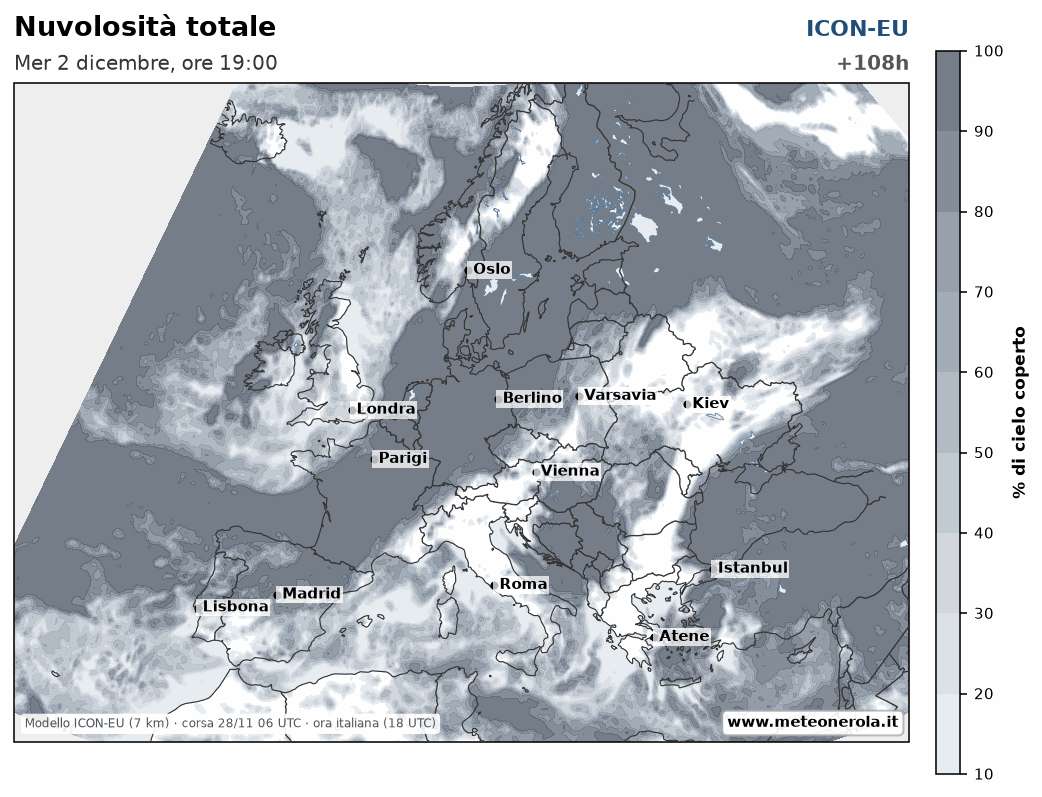 Nuvolosità totale
ICON-EU
Mer 2 dicembre, ore 19:00
+108h
100
90
80
70
60
50
40
30
20
10
% di cielo coperto
Oslo
Berlino
Varsavia
Kiev
Londra
Parigi
Vienna
Istanbul
Roma
Madrid
Lisbona
Atene
Modello ICON-EU (7 km) · corsa 28/11 06 UTC · ora italiana (18 UTC)
www.meteonerola.it